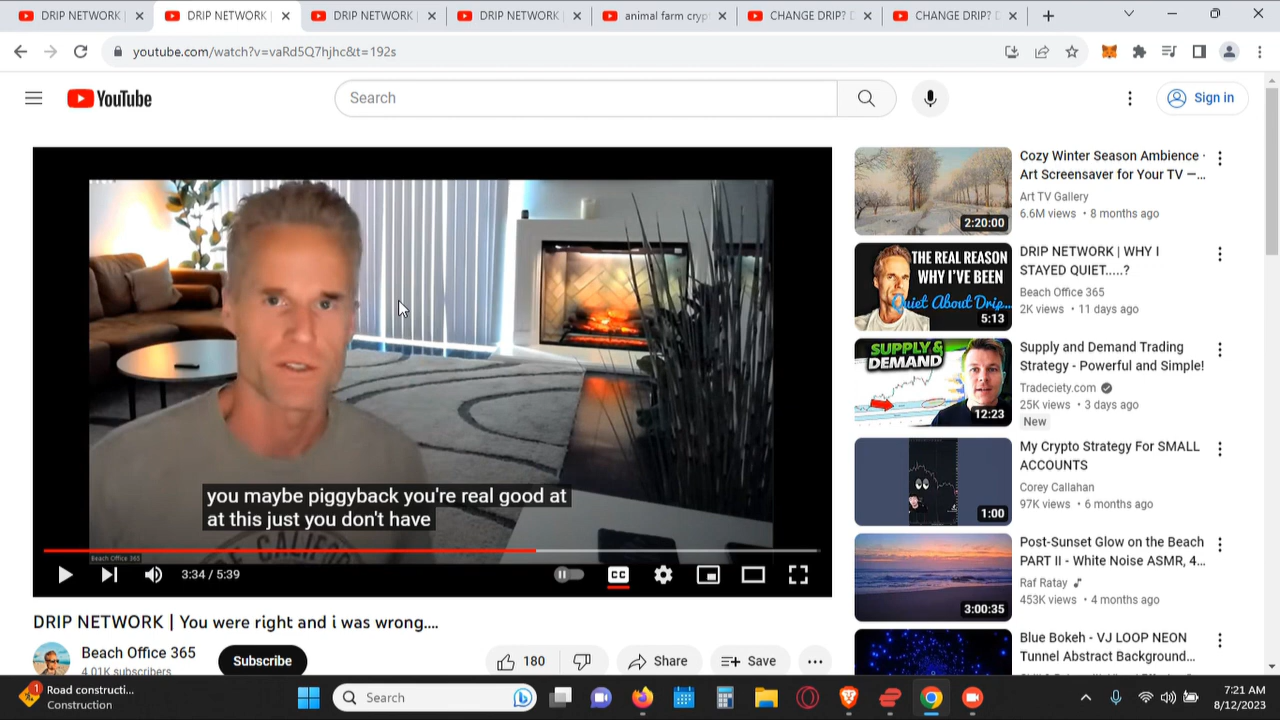 DRIP NETWORK |
DRIP NETWORK |
DRIP NETWORK |
DRIP NETWORK |
animal farm cryp
CHANGE DRIP? D
CHANGE DRIP? D
youtube.com/watch?v=vaRd5Q7hjhc&t=192s
YouTube
Search
Sign in
you maybe piggyback you're real good at
at this just you don't have
Beach Office 365
3:34 / 5:39
CC
DRIP NETWORK | You were right and i was wrong....
Beach Office 365
4.01K subscribers
Subscribe
180
Share
Save
2:20:00
Cozy Winter Season Ambience ·
Art Screensaver for Your TV —...
Art TV Gallery
6.6M views • 8 months ago
THE REAL REASON
WHY I'VE BEEN
Quiet About Drip...
5:13
DRIP NETWORK | WHY I
STAYED QUIET.....?
Beach Office 365
2K views • 11 days ago
SUPPLY &
DEMAND
12:23
Supply and Demand Trading
Strategy - Powerful and Simple!
Tradeciety.com
25K views • 3 days ago
New
1:00
My Crypto Strategy For SMALL
ACCOUNTS
Corey Callahan
97K views • 6 months ago
3:00:35
Post-Sunset Glow on the Beach
PART II - White Noise ASMR, 4...
Raf Ratay
453K views • 4 months ago
Blue Bokeh - VJ LOOP NEON
Tunnel Abstract Background...
1
Road constructi...
Construction
Search
7:21 AM
8/12/2023